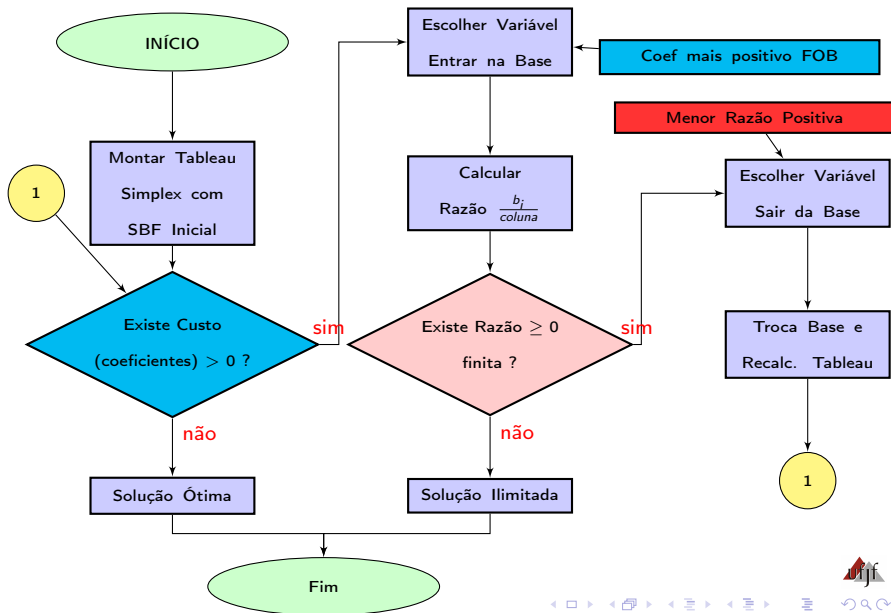 INÍCIO
Montar Tableau
Simplex com
SBF Inicial
1
Existe Custo
(coeficientes) > 0 ?
sim
não
Solução Ótima
Escolher Variável
Entrar na Base
Coef mais positivo FOB
Calcular
Razão b_i/coluna
Existe Razão ≥ 0
finita ?
sim
não
Solução Ilimitada
Menor Razão Positiva
Escolher Variável
Sair da Base
Troca Base e
Recalc. Tableau
1
Fim
ufjf